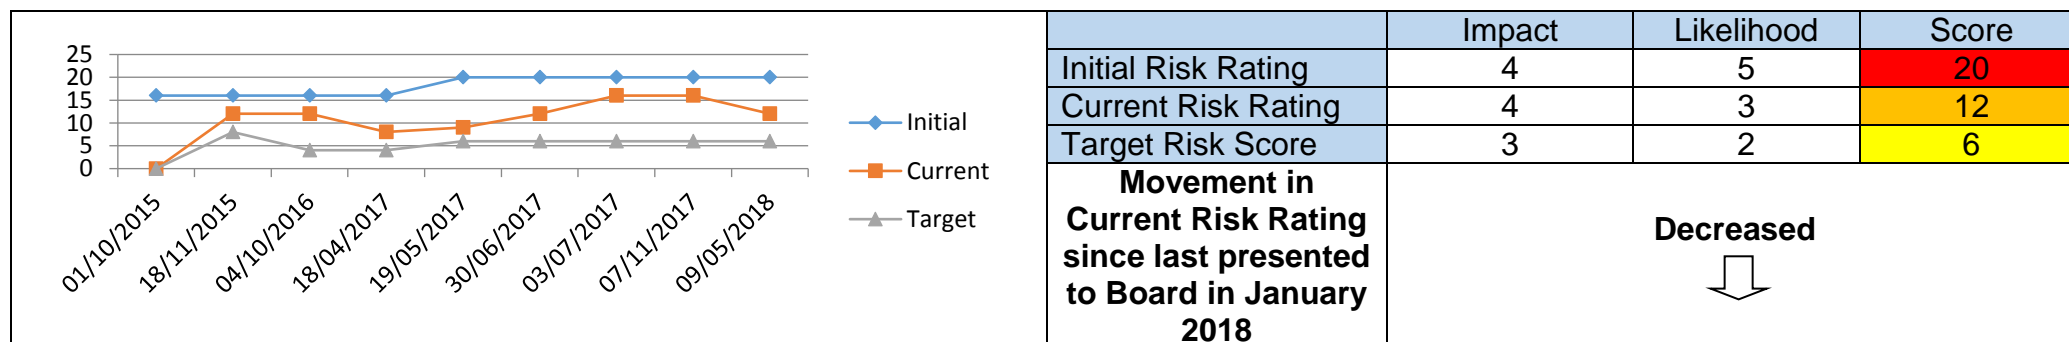 25
20
15
10
5
0
01/10/2015
18/11/2015
04/10/2016
18/04/2017
19/05/2017
30/06/2017
03/07/2017
07/11/2017
09/05/2018
Initial
Current
Target
Impact Likelihood Score
Initial Risk Rating 4 5 20
Current Risk Rating 4 3 12
Target Risk Score 3 2 6
Movement in
Current Risk Rating
since last presented
to Board in January
2018
Decreased